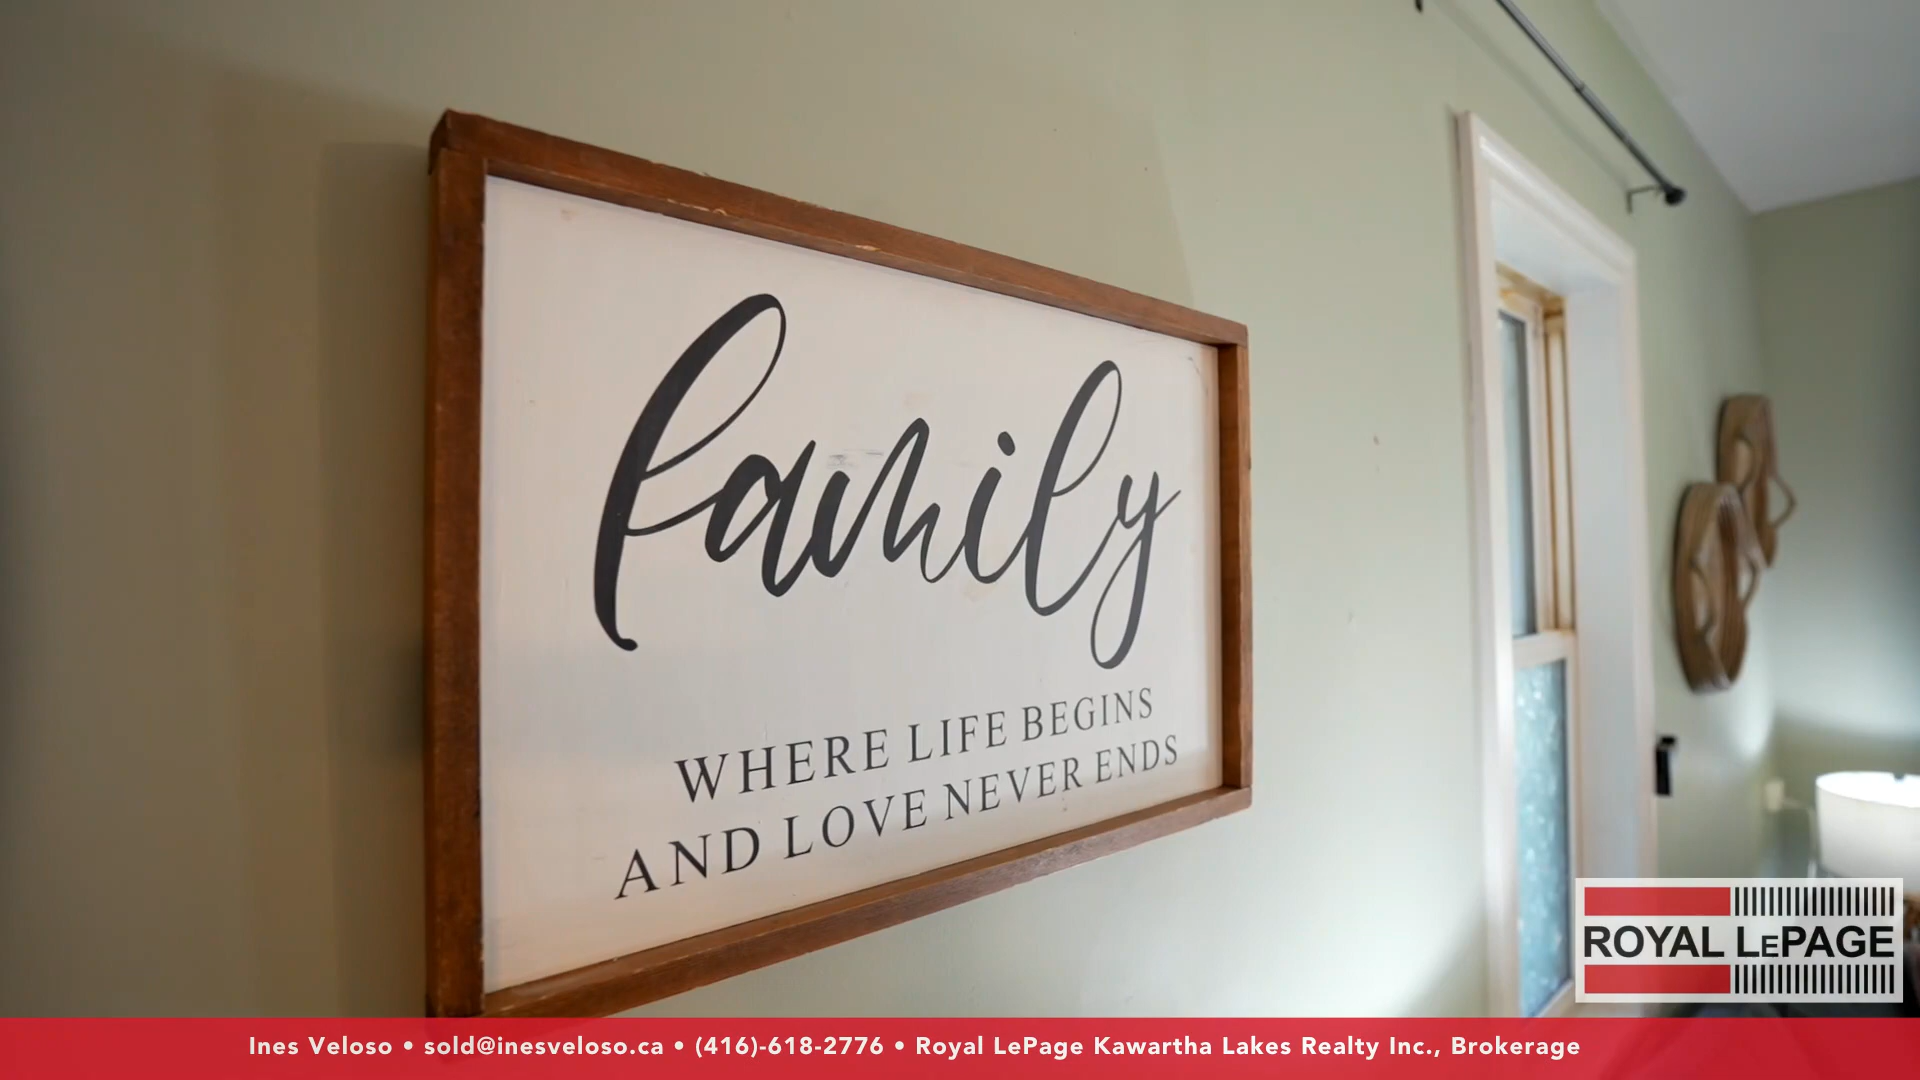 family
WHERE LIFE BEGINS
AND LOVE NEVER ENDS
ROYAL LEPAGE
Ines Veloso • sold@inesveloso.ca • (416)-618-2776 • Royal LePage Kawartha Lakes Realty Inc., Brokerage